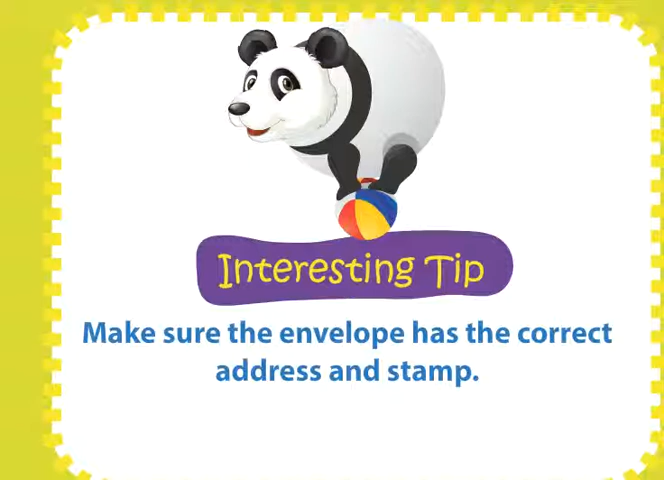 Interesting Tip
Make sure the envelope has the correct
address and stamp.